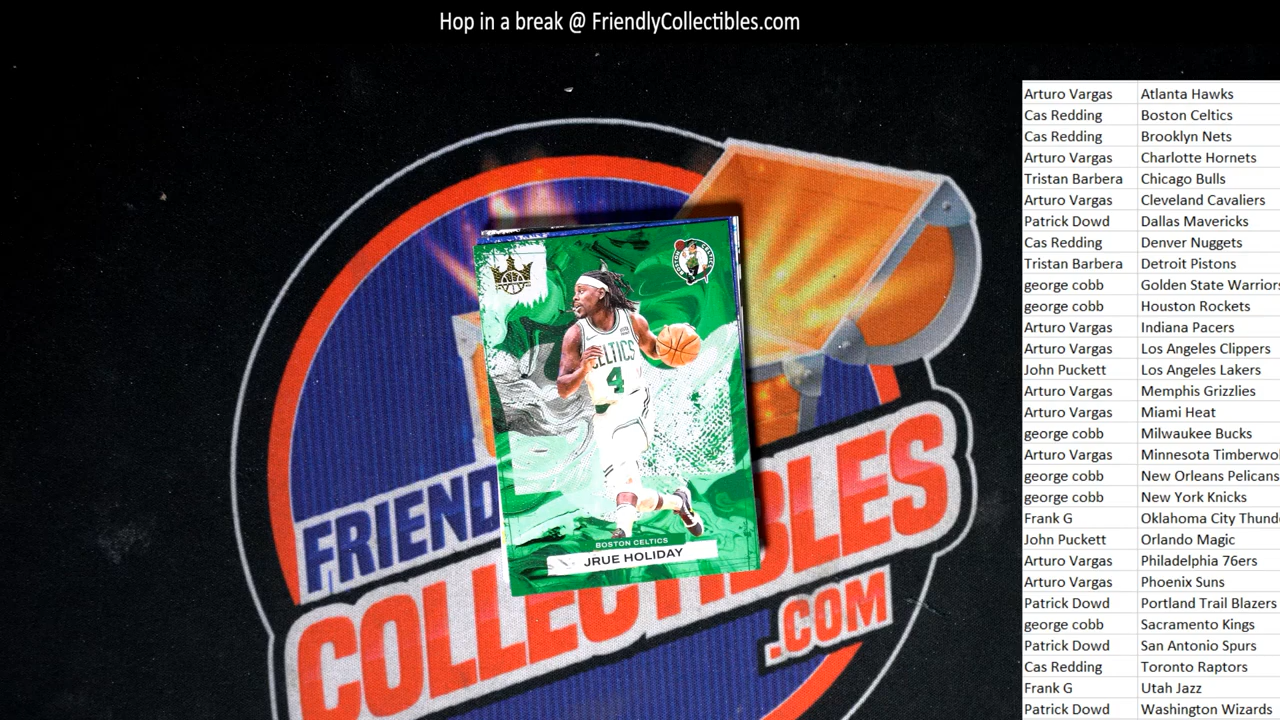 Hop in a break @ FriendlyCollectibles.com
Arturo Vargas Atlanta Hawks
Cas Redding Boston Celtics
Cas Redding Brooklyn Nets
Arturo Vargas Charlotte Hornets
Tristan Barbera Chicago Bulls
Arturo Vargas Cleveland Cavaliers
Patrick Dowd Dallas Mavericks
Cas Redding Denver Nuggets
Tristan Barbera Detroit Pistons
george cobb Golden State Warriors
george cobb Houston Rockets
Arturo Vargas Indiana Pacers
Arturo Vargas Los Angeles Clippers
John Puckett Los Angeles Lakers
Arturo Vargas Memphis Grizzlies
Arturo Vargas Miami Heat
george cobb Milwaukee Bucks
Arturo Vargas Minnesota Timberwol
george cobb New Orleans Pelicans
george cobb New York Knicks
Frank G Oklahoma City Thund
John Puckett Orlando Magic
Arturo Vargas Philadelphia 76ers
Arturo Vargas Phoenix Suns
Patrick Dowd Portland Trail Blazers
george cobb Sacramento Kings
Patrick Dowd San Antonio Spurs
Cas Redding Toronto Raptors
Frank G Utah Jazz
Patrick Dowd Washington Wizards
CELTICS
4
BOSTON CELTICS
JRUE HOLIDAY
FRIEND
COLLECTIBLES
.COM